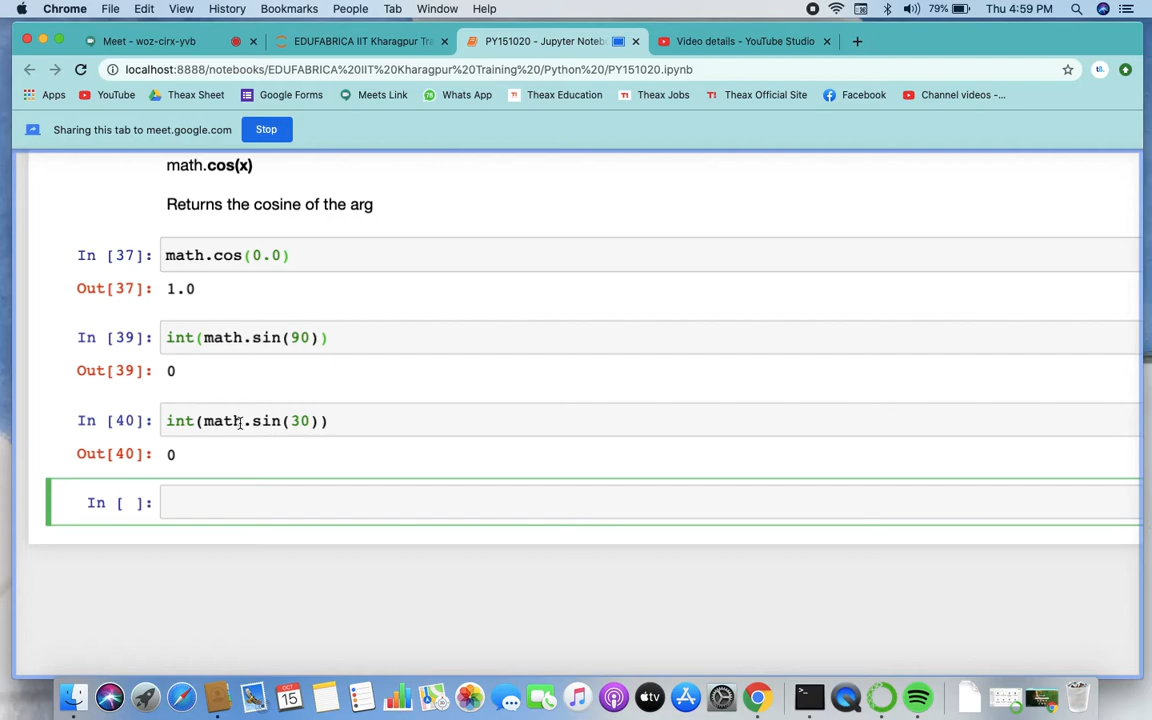 Chrome File Edit View History Bookmarks People Tab Window Help 79% Thu 4:59 PM
Meet - woz-cirx-yvb EDUFABRICA IIT Kharagpur Tra PY151020 - Jupyter Noteb Video details - YouTube Studio
localhost:8888/notebooks/EDUFABRICA%20IIT%20Kharagpur%20Training%20/Python%20/PY151020.ipynb
Apps YouTube Theax Sheet Google Forms Meets Link Whats App Theax Education Theax Jobs Theax Official Site Facebook Channel videos -...
Sharing this tab to meet.google.com Stop
math.cos(x)
Returns the cosine of the arg
In [37]: math.cos(0.0)
Out[37]: 1.0
In [39]: int(math.sin(90))
Out[39]: 0
In [40]: int(math.sin(30))
Out[40]: 0
In [ ]:
OCT
15
tv